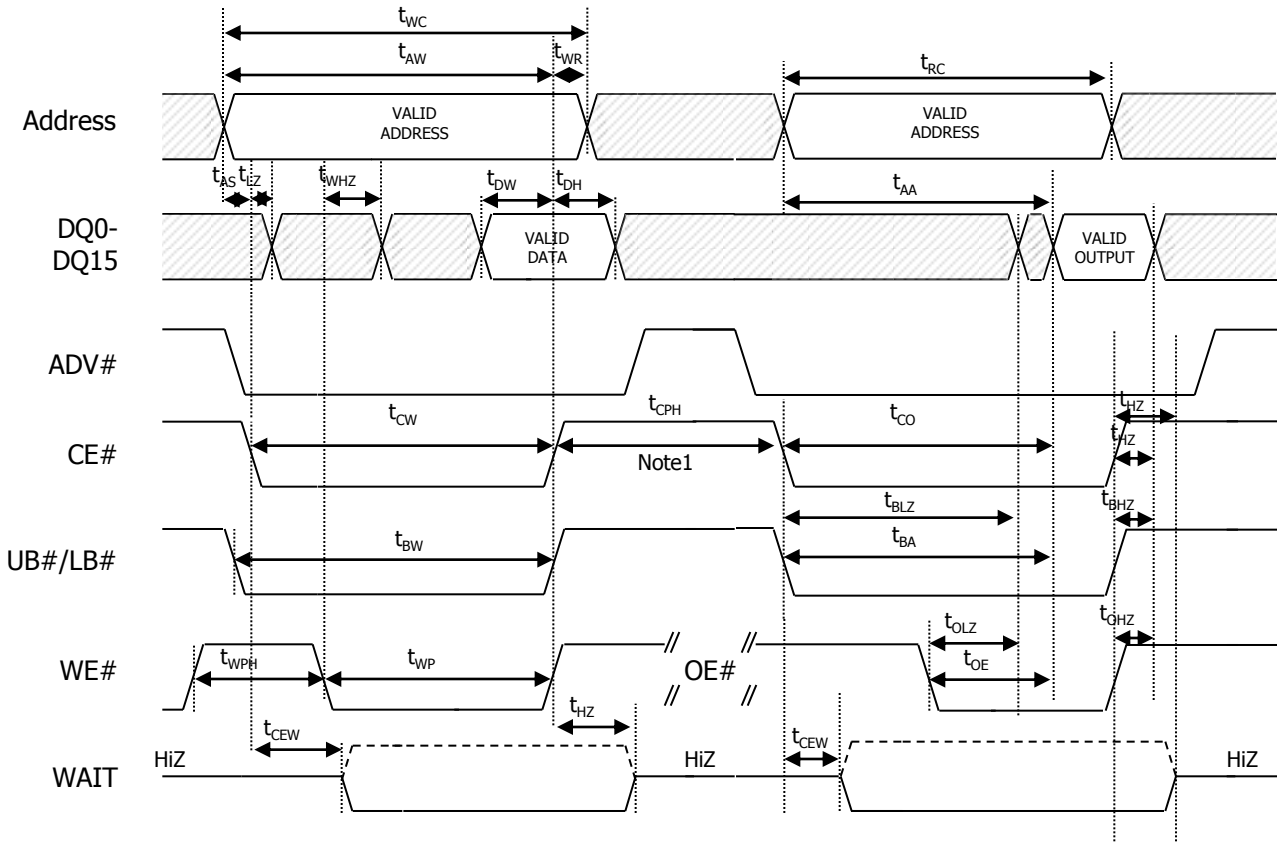 tWC
tAW tWR tRC
Address VALID ADDRESS VALID ADDRESS
tAS tLZ tWHZ tDW tDH tAA
DQ0-DQ15 VALID DATA VALID OUTPUT
ADV#
tHZ
CE# tCW tCPH Note1 tCO tHZ
tBLZ tBHZ
UB#/LB# tBW tBA
tOLZ tOHZ
WE# tWPH tWP // // OE# // // tOE
tCEW tHZ tCEW
WAIT HiZ HiZ HiZ